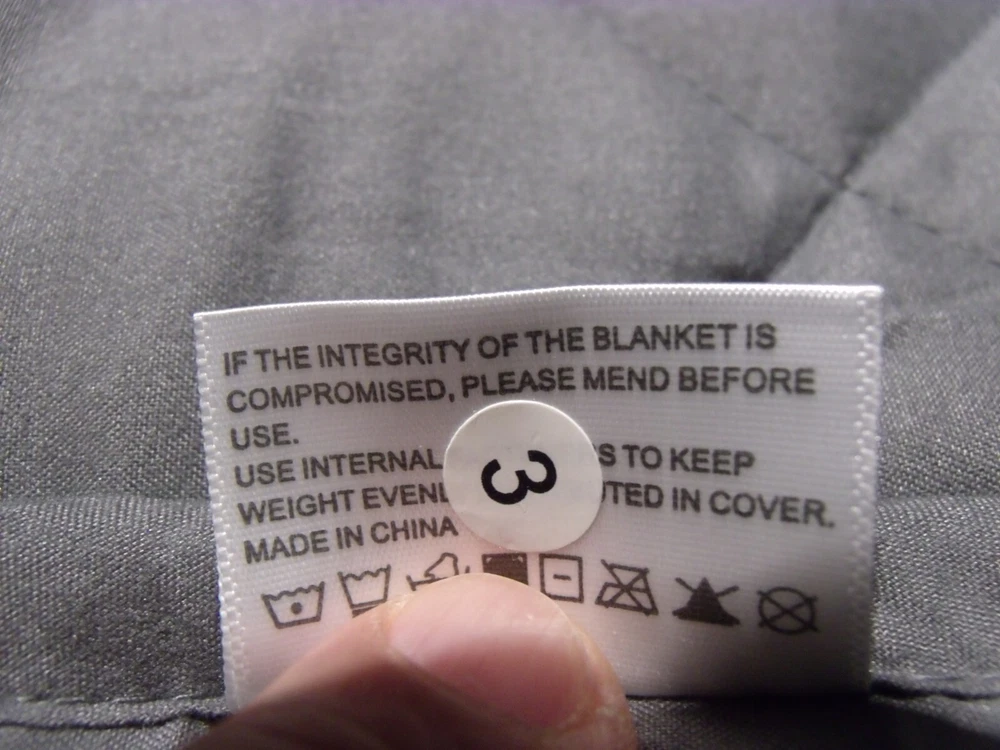 IF THE INTEGRITY OF THE BLANKET IS
COMPROMISED, PLEASE MEND BEFORE
USE.
USE INTERNAL S TO KEEP
WEIGHT EVENL UTED IN COVER.
MADE IN CHINA
3